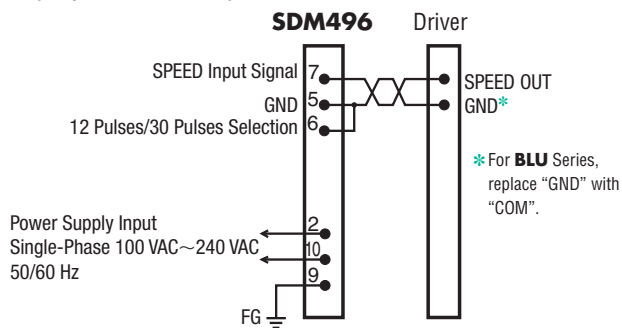 SDM496
Driver
SPEED Input Signal
7
SPEED OUT
GND
5
GND*
12 Pulses/30 Pulses Selection
6
*For BLU Series,
replace “GND” with
“COM”.
Power Supply Input
2
Single-Phase 100 VAC～240 VAC
10
50/60 Hz
9
FG